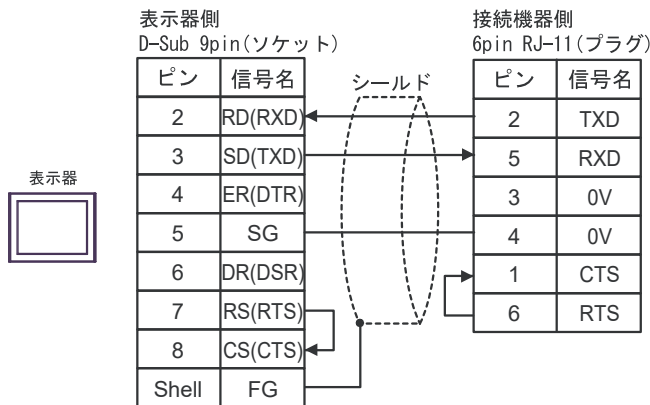 表示器側
D-Sub 9pin(ソケット)
ピン 信号名
2 RD(RXD)
3 SD(TXD)
4 ER(DTR)
5 SG
6 DR(DSR)
7 RS(RTS)
8 CS(CTS)
Shell FG
表示器
シールド
接続機器側
6pin RJ-11(プラグ)
ピン 信号名
2 TXD
5 RXD
3 0V
4 0V
1 CTS
6 RTS